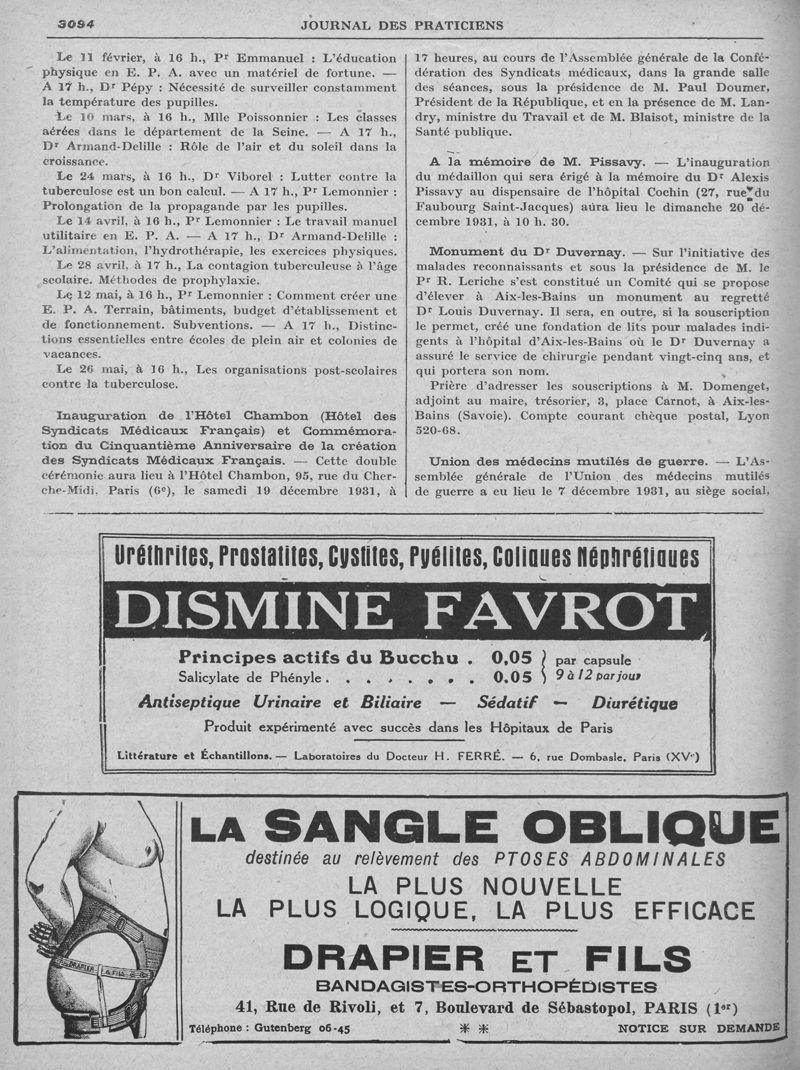 3094
JOURNAL DES PRATICIENS
Le 11 février, à 16 h., Pr Emmanuel : L'éducation
physique en E. P. A. avec un matériel de fortune. —
A 17 h., Dr Pépy : Nécessité de surveiller constamment
la température des pupilles.
Le 10 mars, à 16 h., Mlle Poissonnier : Les classes
aérées dans le département de la Seine. — A 17 h.,
Dr Armand-Delille : Rôle de l'air et du soleil dans la
croissance.
Le 24 mars, à 16 h., Dr Viborel : Lutter contre la
tuberculose est un bon calcul. — A 17 h., Pr Lemonnier :
Prolongation de la propagande par les pupilles.
Le 14 avril, à 16 h., Pr Lemonnier : Le travail manuel
utilitaire en E. P. A. — A 17 h., Dr Armand-Delille :
L'alimentation, l'hydrothérapie, les exercices physiques.
Le 28 avril, à 17 h., La contagion tuberculeuse à l'âge
scolaire. Méthodes de prophylaxie.
Le 12 mai, à 16 h., Pr Lemonnier : Comment créer une
E. P. A. Terrain, bâtiments, budget d'établissement et
de fonctionnement. Subventions. — A 17 h., Distinc-
tions essentielles entre écoles de plein air et colonies de
vacances.
Le 26 mai, à 16 h., Les organisations post-scolaires
contre la tuberculose.
Inauguration de l'Hôtel Chambon (Hôtel des
Syndicats Médicaux Français) et Commémora-
tion du Cinquantième Anniversaire de la création
des Syndicats Médicaux Français. — Cette double
cérémonie aura lieu à l'Hôtel Chambon, 95, rue du Cher-
che-Midi. Paris (6e), le samedi 19 décembre 1931, à
17 heures, au cours de l'Assemblée générale de la Confé-
dération des Syndicats médicaux, dans la grande salle
des séances, sous la présidence de M. Paul Doumer,
Président de la République, et en la présence de M. Lan-
dry, ministre du Travail et de M. Blaisot, ministre de la
Santé publique.
A la mémoire de M. Pissavy. — L'inauguration
du médaillon qui sera érigé à la mémoire du Dr Alexis
Pissavy au dispensaire de l'hôpital Cochin (27, rue du
Faubourg Saint-Jacques) aura lieu le dimanche 20 dé-
cembre 1931, à 10 h. 30.
Monument du Dr Duvernay. — Sur l'initiative des
malades reconnaissants et sous la présidence de M. le
Pr R. Leriche s'est constitué un Comité qui se propose
d'élever à Aix-les-Bains un monument au regretté
Dr Louis Duvernay. Il sera, en outre, si la souscription
le permet, créé une fondation de lits pour malades indi-
gents à l'hôpital d'Aix-les-Bains où le Dr Duvernay a
assuré le service de chirurgie pendant vingt-cinq ans, et
qui portera son nom.
Prière d'adresser les souscriptions à M. Domenget,
adjoint au maire, trésorier, 3, place Carnot, à Aix-les-
Bains (Savoie). Compte courant chèque postal, Lyon
520-68.
Union des médecins mutilés de guerre. — L'As-
semblée générale de l'Union des médecins mutilés
de guerre a eu lieu le 7 décembre 1931, au siège social,
Uréthrites, Prostatites, Cystites, Pyélites, Coliques Néphrétiques
DISMINE FAVROT
Principes actifs du Bucchu . 0,05 } par capsule
Salicylate de Phényle . . . . . . . 0.05 } 9 à 12 par jour
Antiseptique Urinaire et Biliaire — Sédatif — Diurétique
Produit expérimenté avec succès dans les Hôpitaux de Paris
Littérature et Échantillons. — Laboratoires du Docteur H. FERRÉ. — 6, rue Dombasle, Paris (XVe)
LA SANGLE OBLIQUE
destinée au relèvement des PTOSES ABDOMINALES
LA PLUS NOUVELLE
LA PLUS LOGIQUE, LA PLUS EFFICACE
DRAPIER ET FILS
BANDAGISTES-ORTHOPÉDISTES
41, Rue de Rivoli, et 7, Boulevard de Sébastopol, PARIS (1er)
Téléphone : Gutenberg 06-45
* *
NOTICE SUR DEMANDE
DRAPIER & FILS